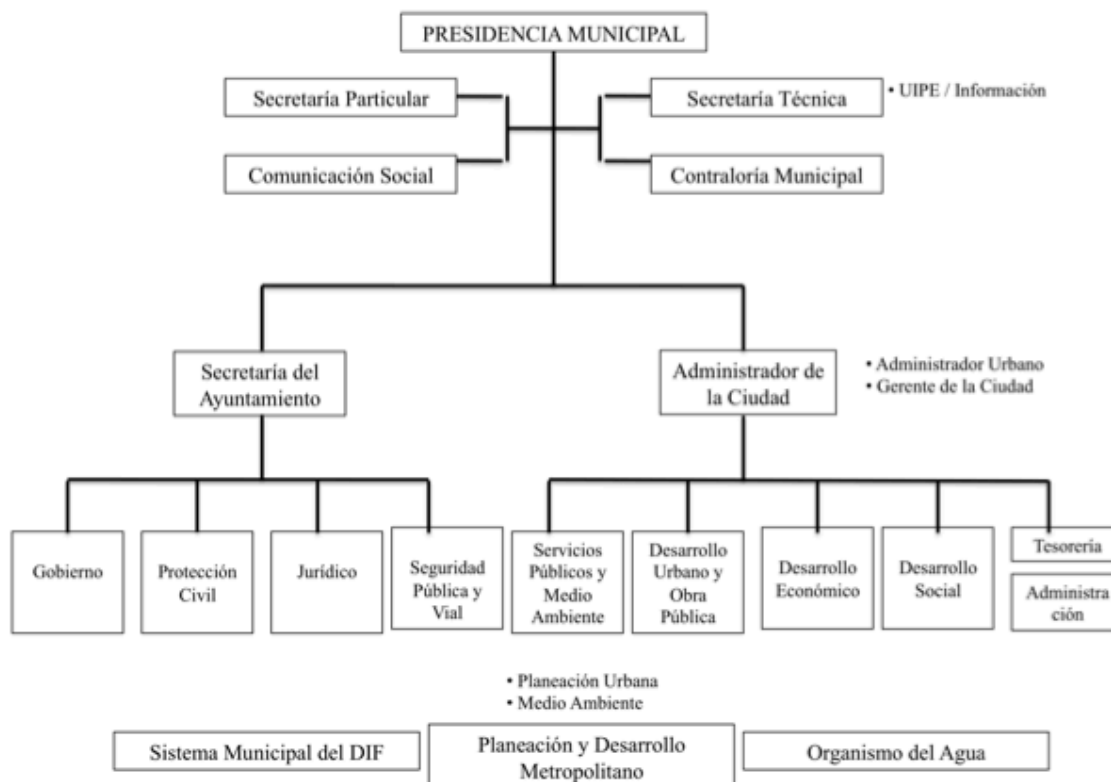 PRESIDENCIA MUNICIPAL
Secretaría Particular
Secretaría Técnica
• UIPE / Información
Comunicación Social
Contraloría Municipal
Secretaría del
Ayuntamiento
Administrador de
la Ciudad
• Administrador Urbano
• Gerente de la Ciudad
Gobierno
Protección
Civil
Jurídico
Seguridad
Pública y
Vial
Servicios
Públicos y
Medio
Ambiente
Desarrollo
Urbano y
Obra
Pública
Desarrollo
Económico
Desarrollo
Social
Tesorería
Administra
ción
• Planeación Urbana
• Medio Ambiente
Sistema Municipal del DIF
Planeación y Desarrollo
Metropolitano
Organismo del Agua